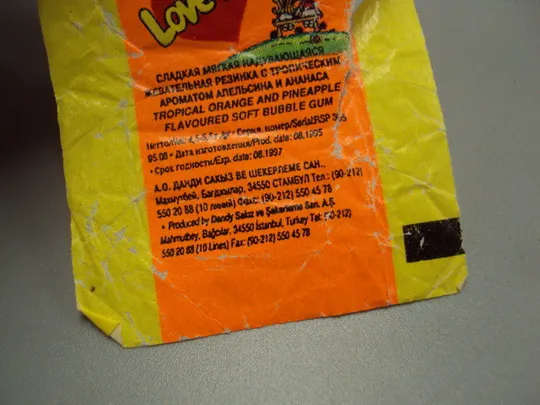 Love
СЛАДКАЯ МЯГКАЯ НАДУВАЮЩАЯСЯ
ЖЕВАТЕЛЬНАЯ РЕЗИНКА С ТРОПИЧЕСКИМ
АРОМАТОМ АПЕЛЬСИНА И АНАНАСА
TROPICAL ORANGE AND PINEAPPLE
FLAVOURED SOFT BUBBLE GUM
Серия, номер/Serial:RSP 305
95.08 • Дата изготовления/Prod. date: 08.1995
• Срок годности/Exp. date: 08.1997
А.О. ДАНДИ САКЫЗ ВЕ ШЕКЕРЛЕМЕ САН.,
Махмутбей, Багджылар, 34550 СТАМБУЛ Тел.: (90-212)
550 20 88 (10 линей) Факс: (90-212) 550 45 78
• Produced by Dandy Sakız ve Şekerleme San. A.Ş.
Mahmutbey, Bağcılar, 34550 İstanbul, Turkey Tel: (90-212)
550 20 88 (10 Lines) Fax: (90-212) 550 45 78